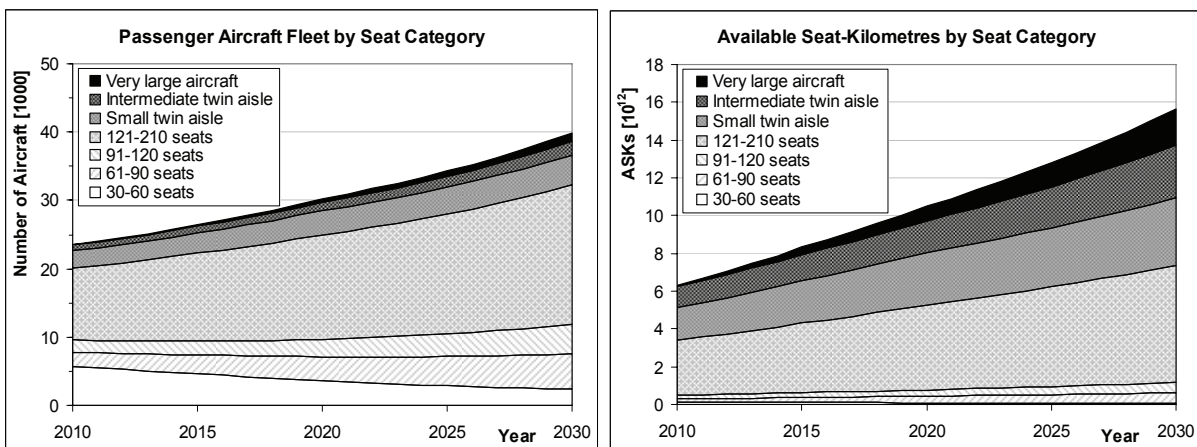 Passenger Aircraft Fleet by Seat Category
Number of Aircraft [1000]
50
40
30
20
10
0
Very large aircraft
Intermediate twin aisle
Small twin aisle
121-210 seats
91-120 seats
61-90 seats
30-60 seats
2010 2015 2020 2025 Year 2030
Available Seat-Kilometres by Seat Category
ASKs [10¹²]
18
16
14
12
10
8
6
4
2
0
Very large aircraft
Intermediate twin aisle
Small twin aisle
121-210 seats
91-120 seats
61-90 seats
30-60 seats
2010 2015 2020 2025 Year 2030